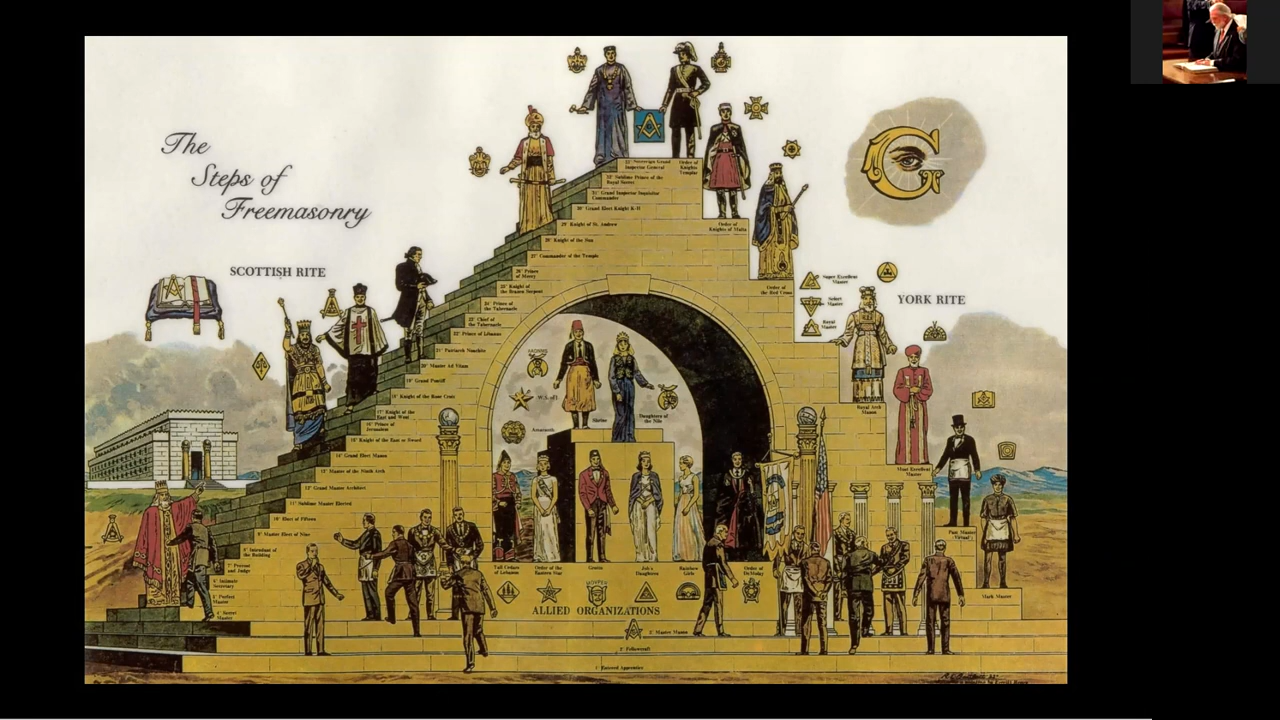 The
Steps of
Freemasonry
SCOTTISH RITE
YORK RITE
G
33° Sovereign Grand
Inspector General
Order of
Knights
Templar
32° Sublime Prince of the
Royal Secret
31° Grand Inspector Inquisitor
Commander
30° Grand Elect Knight K-H
29° Knight of St. Andrew
28° Knight of the Sun
27° Commander of the Temple
26° Prince
of Mercy
25° Knight of
the Brazen Serpent
24° Prince of
the Tabernacle
23° Chief of
the Tabernacle
22° Prince of Libanus
21° Patriarch Noachite
20° Master Ad Vitam
19° Grand Pontiff
18° Knight of the Rose Croix
17° Knight of the
East and West
16° Prince of
Jerusalem
15° Knight of the East or Sword
14° Grand Elect Mason
13° Master of the Ninth Arch
12° Grand Master Architect
11° Sublime Master Elected
10° Elect of Fifteen
9° Master Elect of Nine
8° Intendant of
the Building
7° Provost
and Judge
6° Intimate
Secretary
5° Perfect
Master
4° Secret
Master
Order of
Knights of Malta
Order of
the Red Cross
Super Excellent
Master
Select
Master
Royal
Master
Royal Arch
Mason
Most Excellent
Master
Past Master
(Virtual)
Mark Master
Shrine
Daughters of
the Nile
Amaranth
Tall Cedars
of Lebanon
Order of the
Eastern Star
Grotto
Job's
Daughters
Rainbow
Girls
Order of
DeMolay
ALLIED ORGANIZATIONS
3° Master Mason
2° Fellowcraft
1° Entered Apprentice